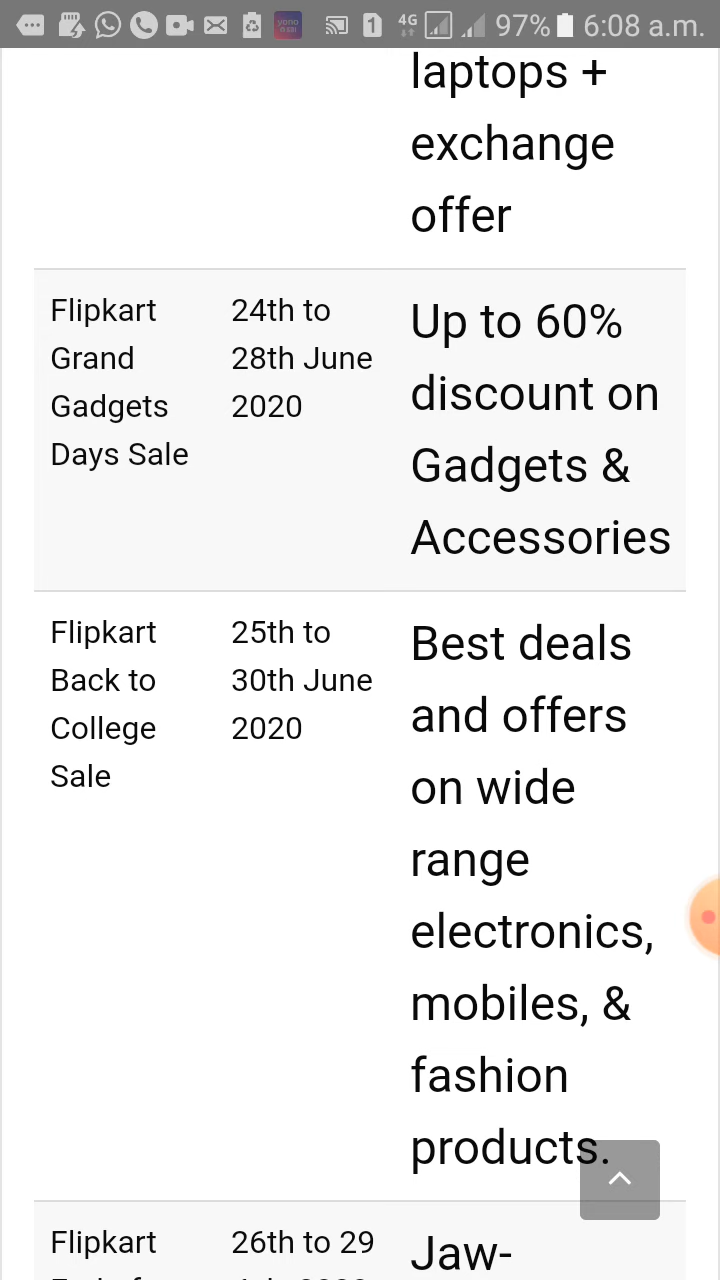 4G 97% 6:08 a.m.
laptops +
exchange
offer
Flipkart
Grand
Gadgets
Days Sale
24th to
28th June
2020
Up to 60%
discount on
Gadgets &
Accessories
Flipkart
Back to
College
Sale
25th to
30th June
2020
Best deals
and offers
on wide
range
electronics,
mobiles, &
fashion
products.
Flipkart
26th to 29
Jaw-